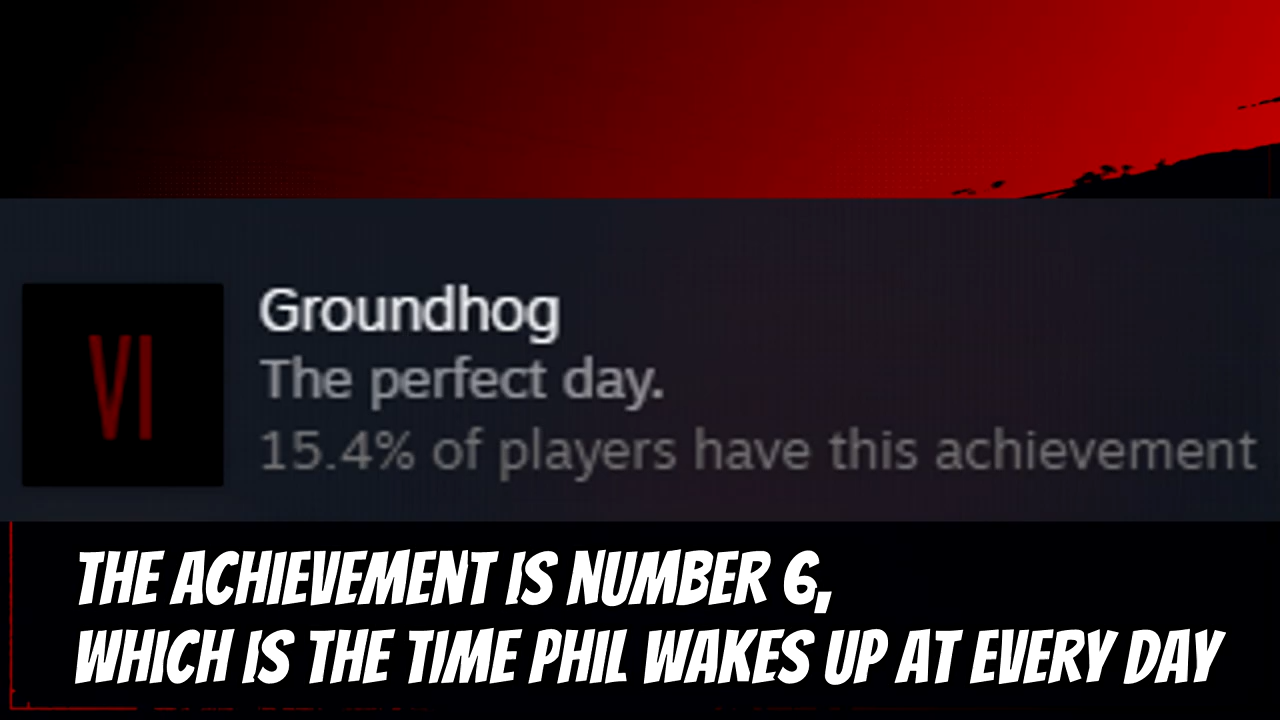 VI
Groundhog
The perfect day.
15.4% of players have this achievement
THE ACHIEVEMENT IS NUMBER 6,
WHICH IS THE TIME PHIL WAKES UP AT EVERY DAY